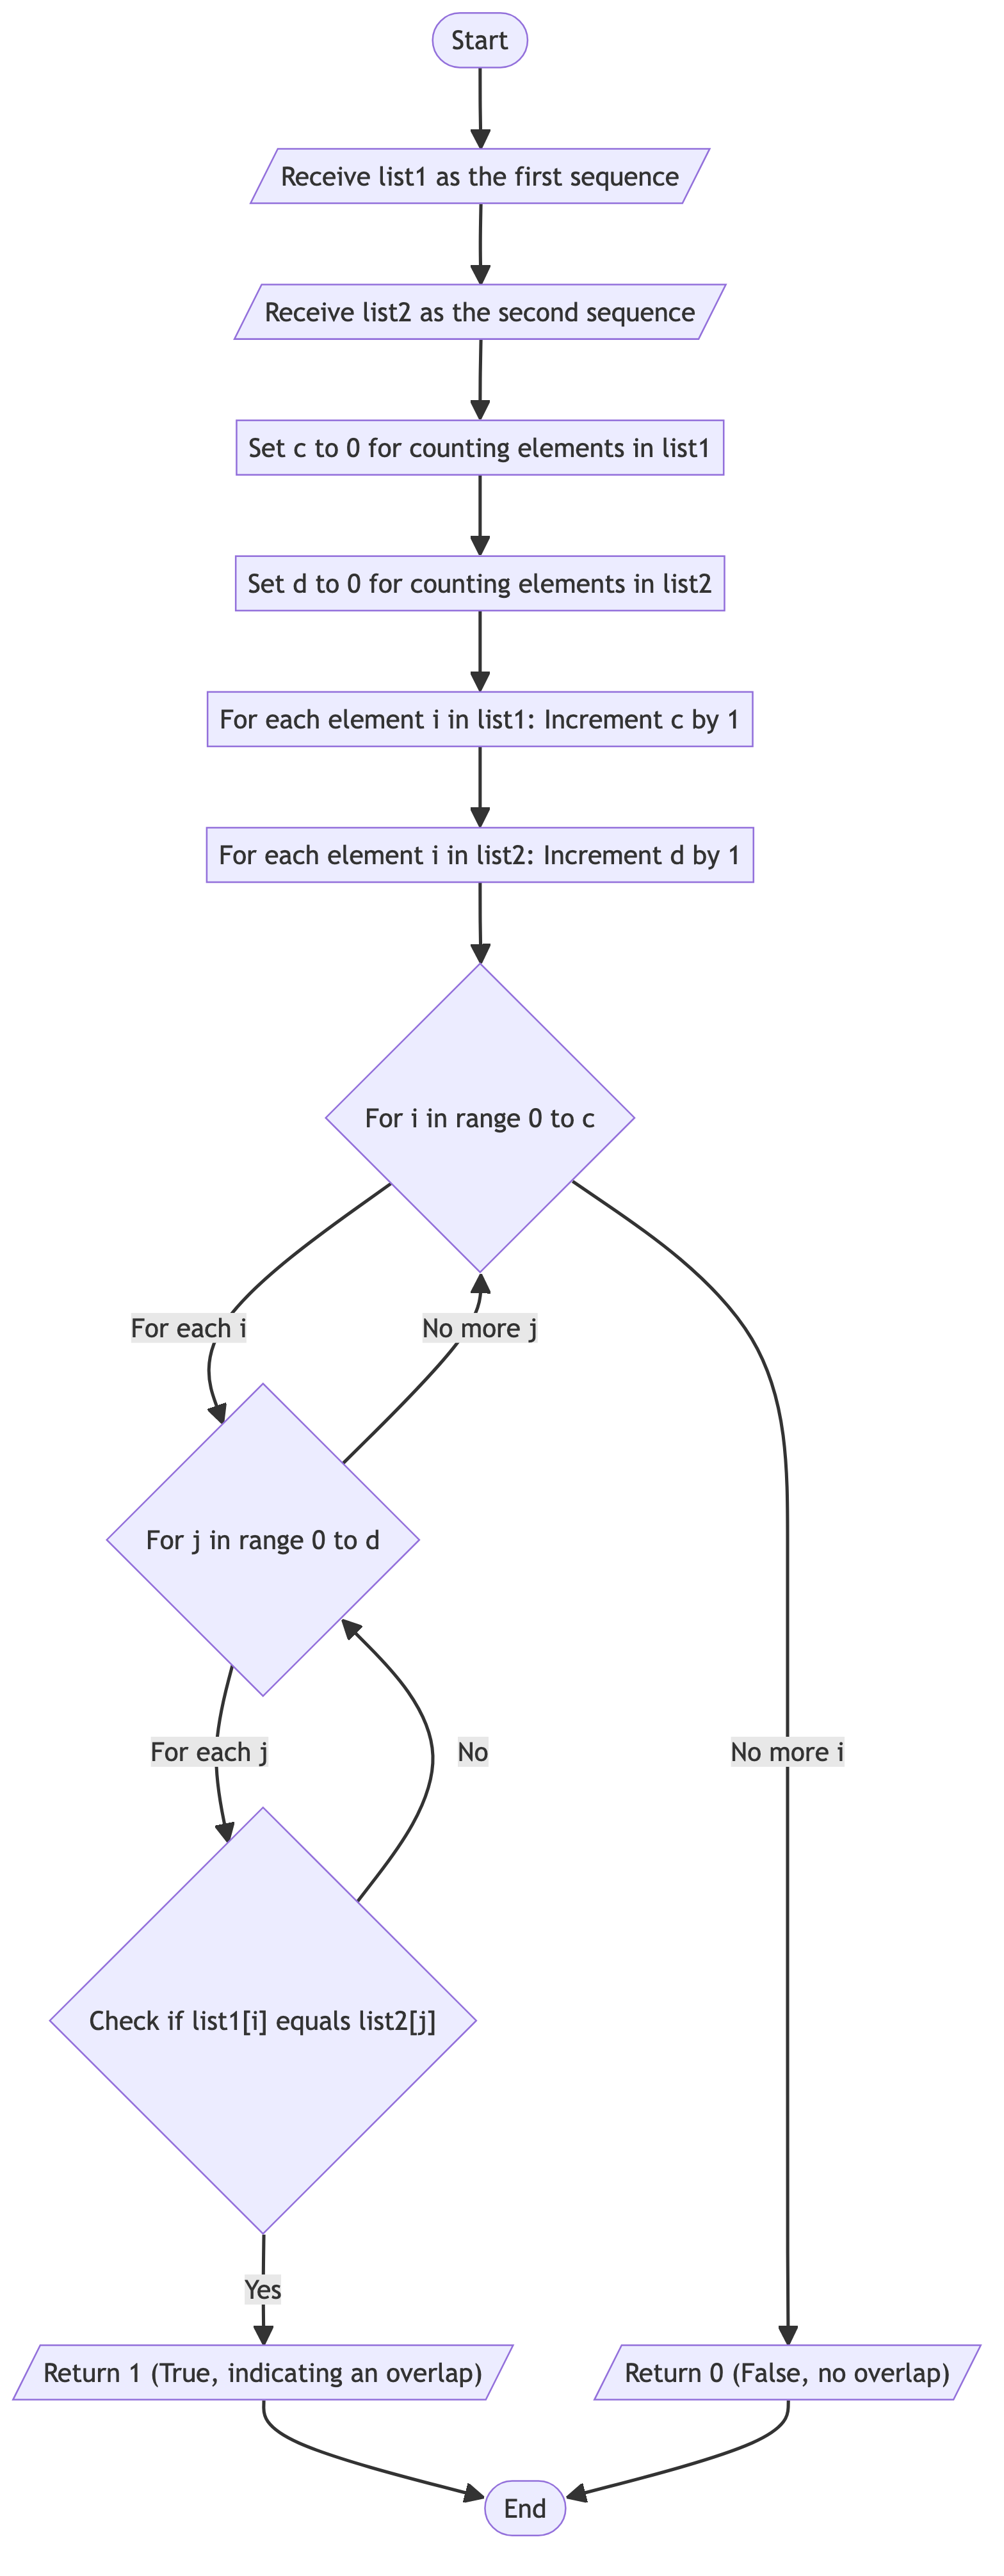 Start
Receive list1 as the first sequence
Receive list2 as the second sequence
Set c to 0 for counting elements in list1
Set d to 0 for counting elements in list2
For each element i in list1: Increment c by 1
For each element i in list2: Increment d by 1
For i in range 0 to c
For each i
No more j
For j in range 0 to d
For each j
No
No more i
Check if list1[i] equals list2[j]
Yes
Return 1 (True, indicating an overlap)
Return 0 (False, no overlap)
End